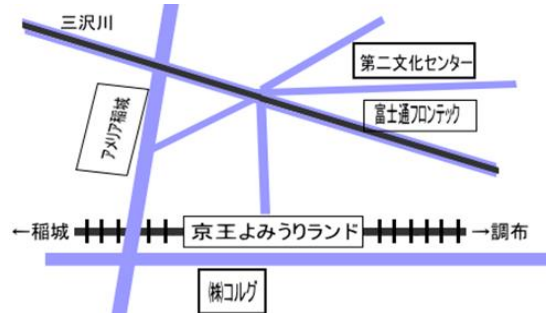 三沢川
第二文化センター
富士通フロンテック
アメリア稲城
←稲城
京王よみうりランド
→調布
㈱コルグ